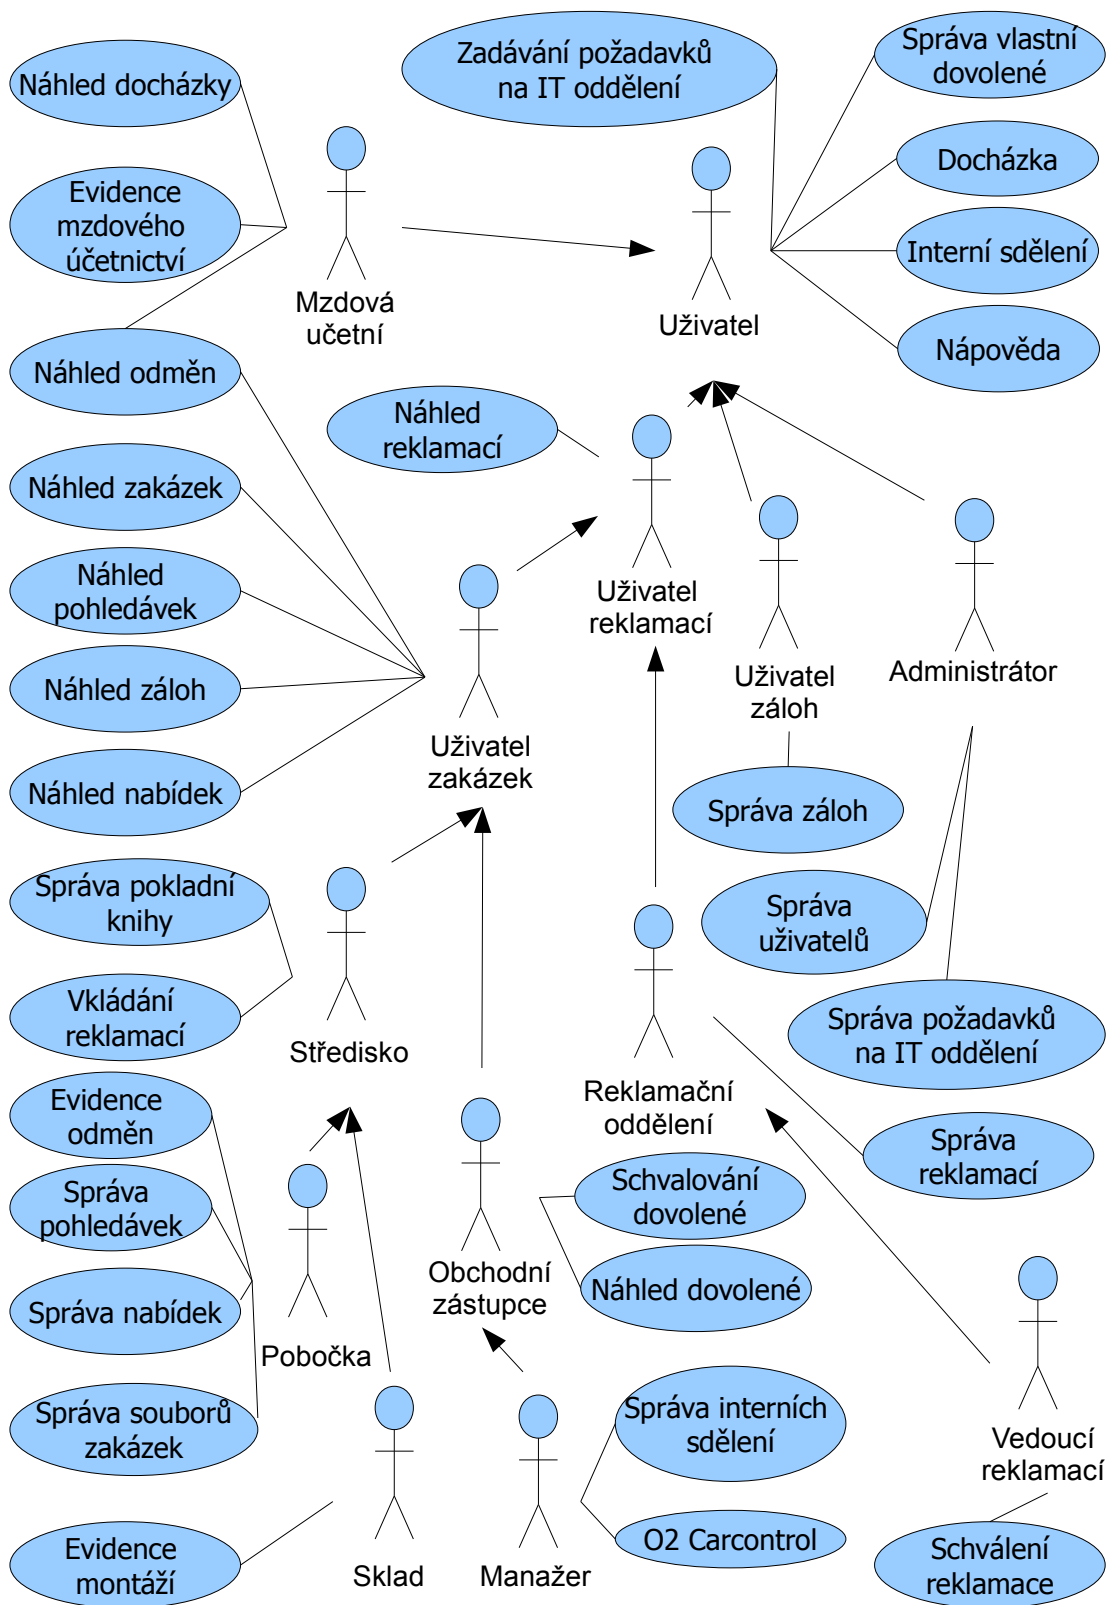 Zadávání požadavků
na IT oddělení
Správa vlastní
dovolené
Náhled docházky
Docházka
Evidence
mzdového
účetnictví
Interní sdělení
Mzdová
učetní
Uživatel
Nápověda
Náhled odměn
Náhled
reklamací
Náhled zakázek
Náhled
pohledávek
Uživatel
reklamací
Uživatel
záloh
Administrátor
Náhled záloh
Uživatel
zakázek
Náhled nabídek
Správa záloh
Správa pokladní
knihy
Správa
uživatelů
Vkládání
reklamací
Středisko
Správa požadavků
na IT oddělení
Reklamační
oddělení
Evidence
odměn
Správa
reklamací
Správa
pohledávek
Schvalování
dovolené
Obchodní
zástupce
Náhled dovolené
Správa nabídek
Pobočka
Správa souborů
zakázek
Správa interních
sdělení
Vedoucí
reklamací
O2 Carcontrol
Evidence
montáží
Sklad
Manažer
Schválení
reklamace